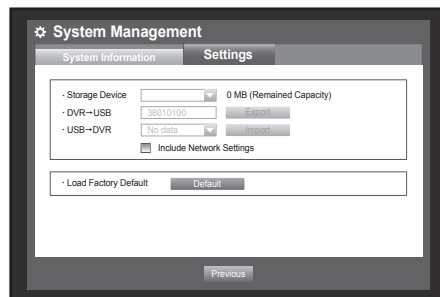 System Management
System Information Settings
· Storage Device 0 MB (Remained Capacity)
· DVR→USB 38010100 Export
· USB→DVR No data Import
Include Network Settings
· Load Factory Default Default
Previous